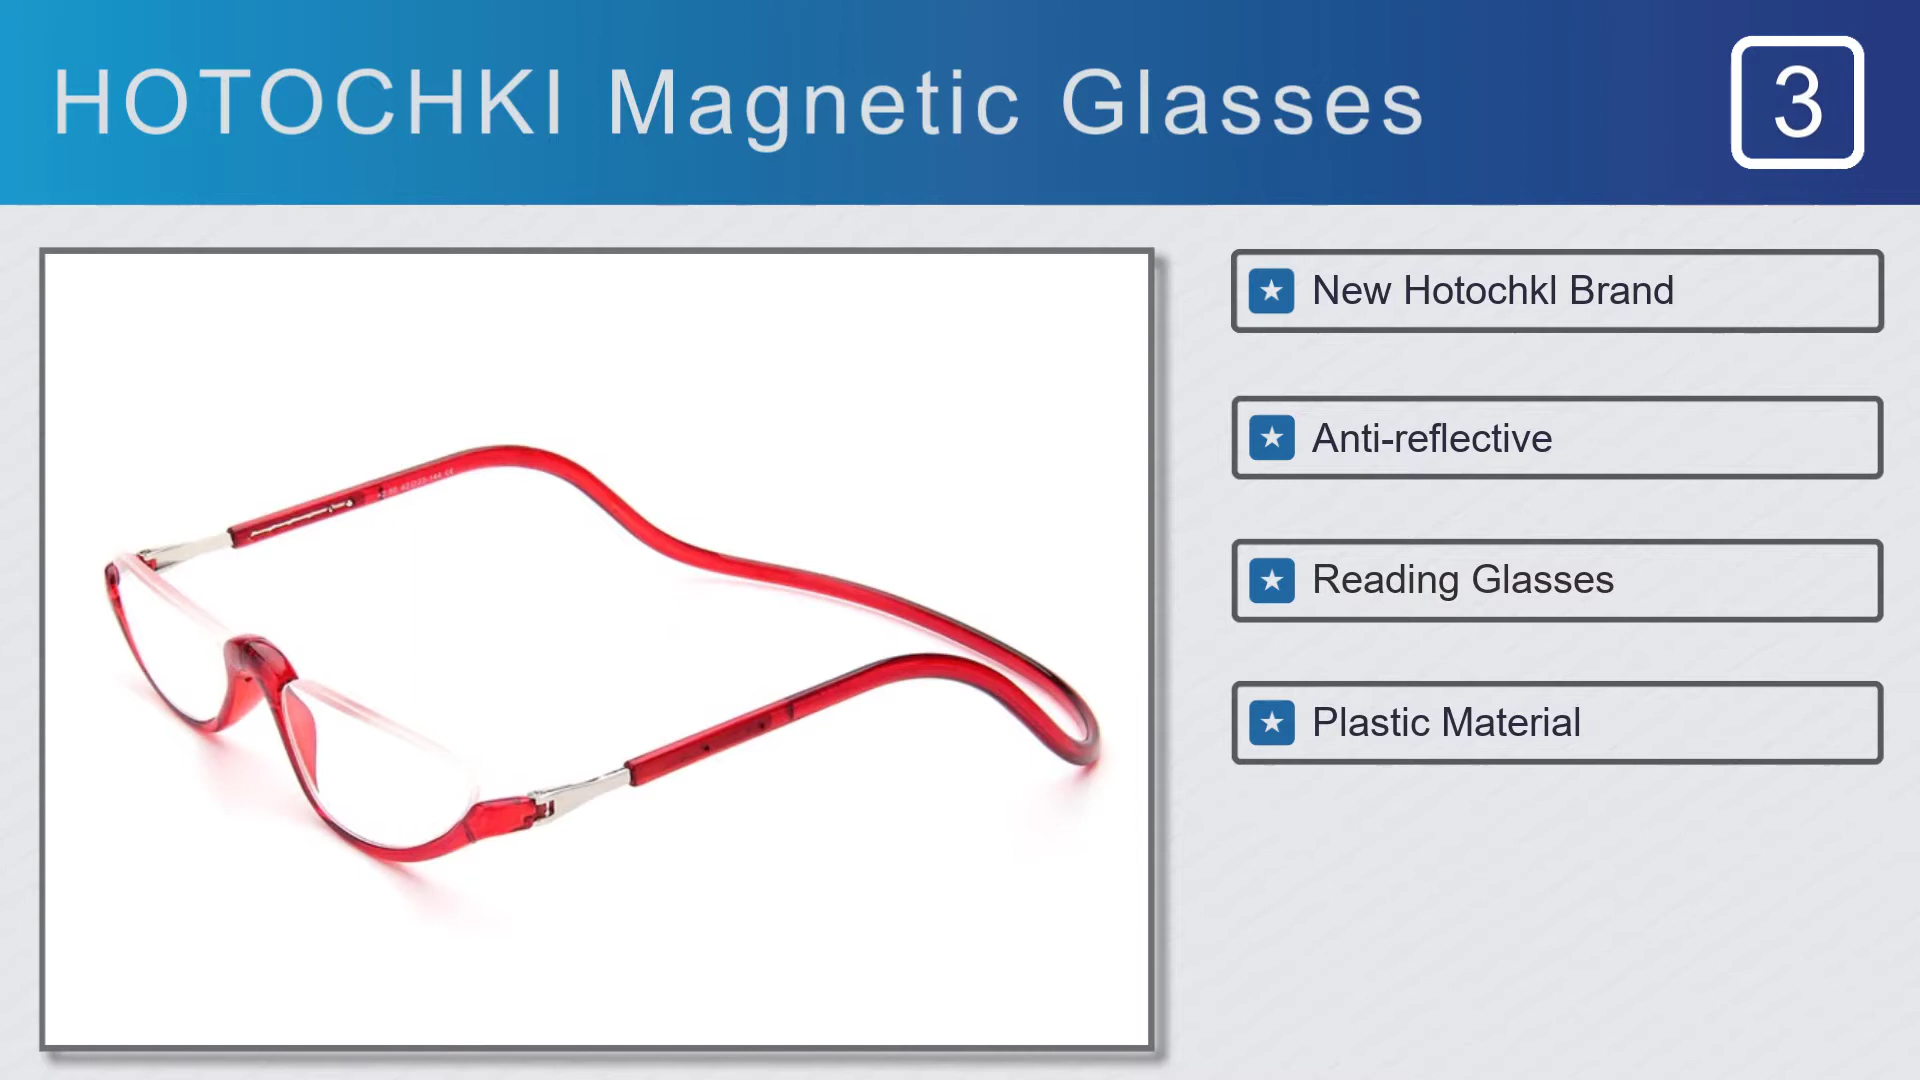 HOTOCHKI Magnetic Glasses
3
New Hotochkl Brand
Anti-reflective
Reading Glasses
Plastic Material